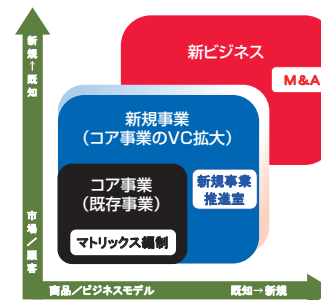 新規↑既知
市場／顧客
新ビジネス
M&A
新規事業
（コア事業のVC拡大）
新規事業
推進室
コア事業
（既存事業）
マトリックス編制
商品／ビジネスモデル
既知→新規